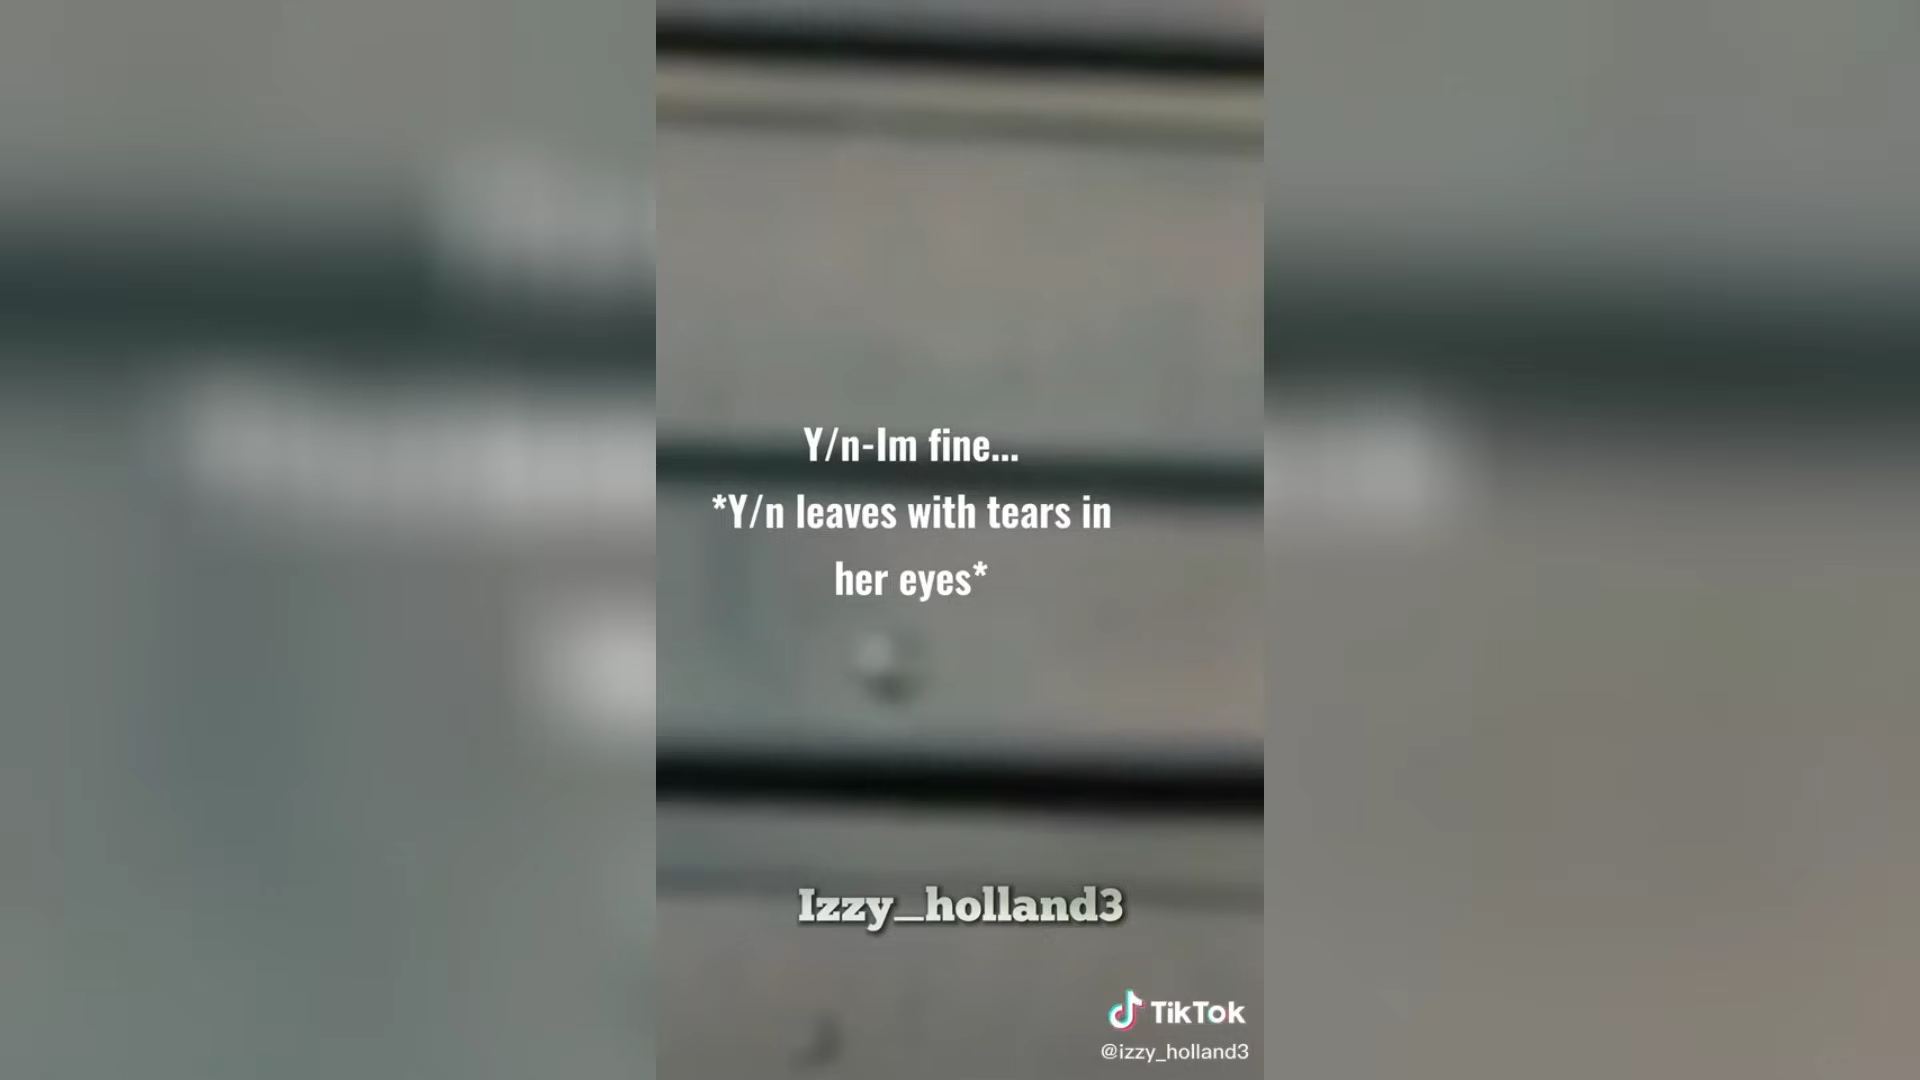 Y/n-Im fine...
*Y/n leaves with tears in
her eyes*
Izzy_holland3
TikTok
@izzy_holland3